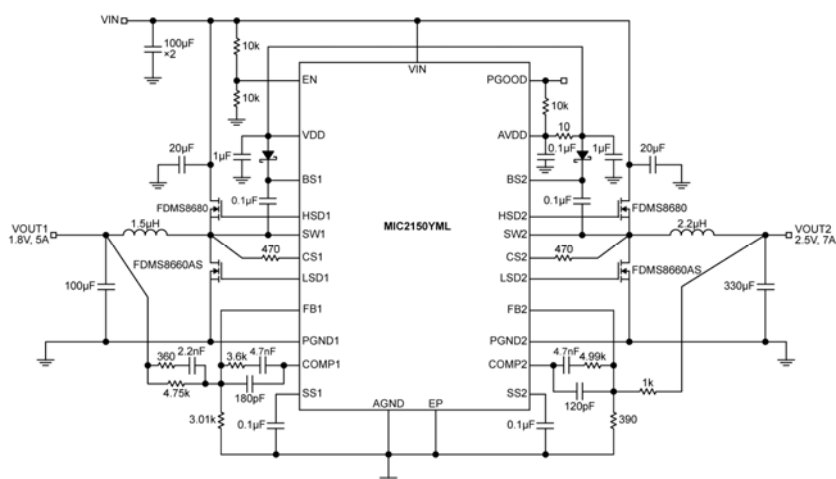 VIN
100µF
×2
10k
VIN
EN
PGOOD
10k
10k
VDD
AVDD
10
20µF
1µF
0.1µF
1µF
20µF
BS1
BS2
0.1µF
0.1µF
FDMS8680
HSD1
MIC2150YML
HSD2
FDMS8680
VOUT1
1.8V, 5A
1.5µH
SW1
SW2
2.2µH
VOUT2
2.5V, 7A
470
CS1
CS2
470
FDMS8660AS
LSD1
LSD2
FDMS8660AS
100µF
330µF
FB1
FB2
PGND1
PGND2
360
2.2nF
3.6k
4.7nF
COMP1
COMP2
4.7nF
4.99k
4.75k
180pF
120pF
1k
SS1
SS2
3.01k
0.1µF
AGND
EP
0.1µF
390